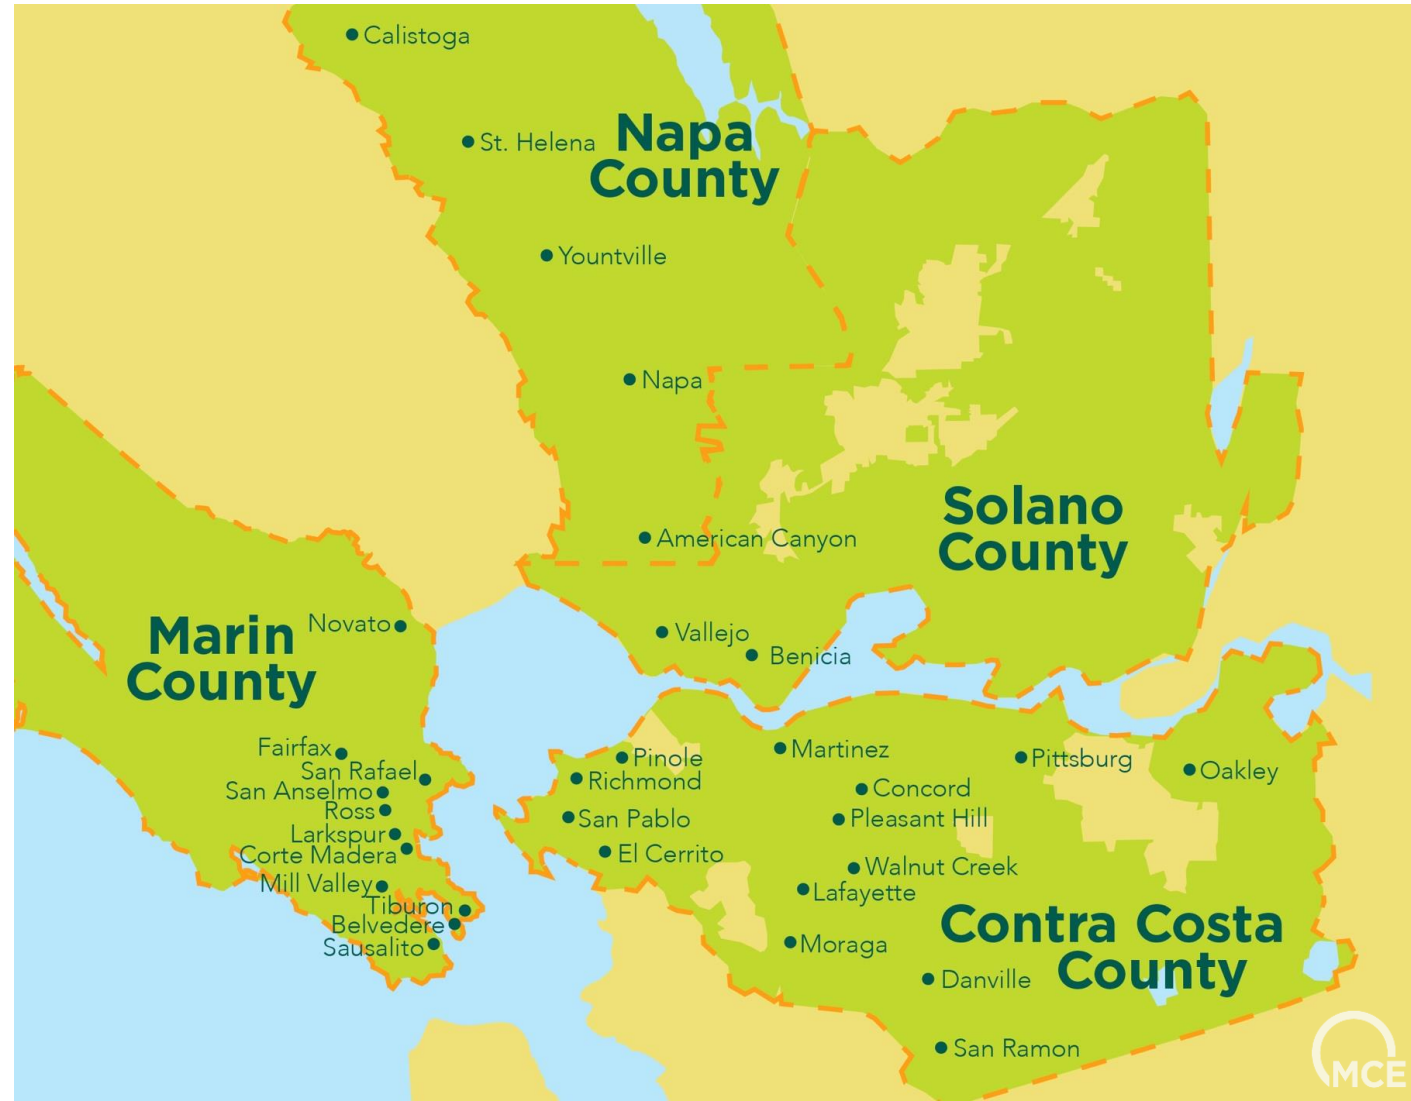 Calistoga
St. Helena
Napa
County
Yountville
Napa
American Canyon
Solano
County
Vallejo
Benicia
Marin
County
Novato
Fairfax
San Rafael
San Anselmo
Ross
Larkspur
Corte Madera
Mill Valley
Tiburon
Belvedere
Sausalito
Pinole
Richmond
San Pablo
El Cerrito
Martinez
Concord
Pleasant Hill
Walnut Creek
Lafayette
Moraga
Pittsburg
Oakley
Contra Costa
County
Danville
San Ramon
MCE